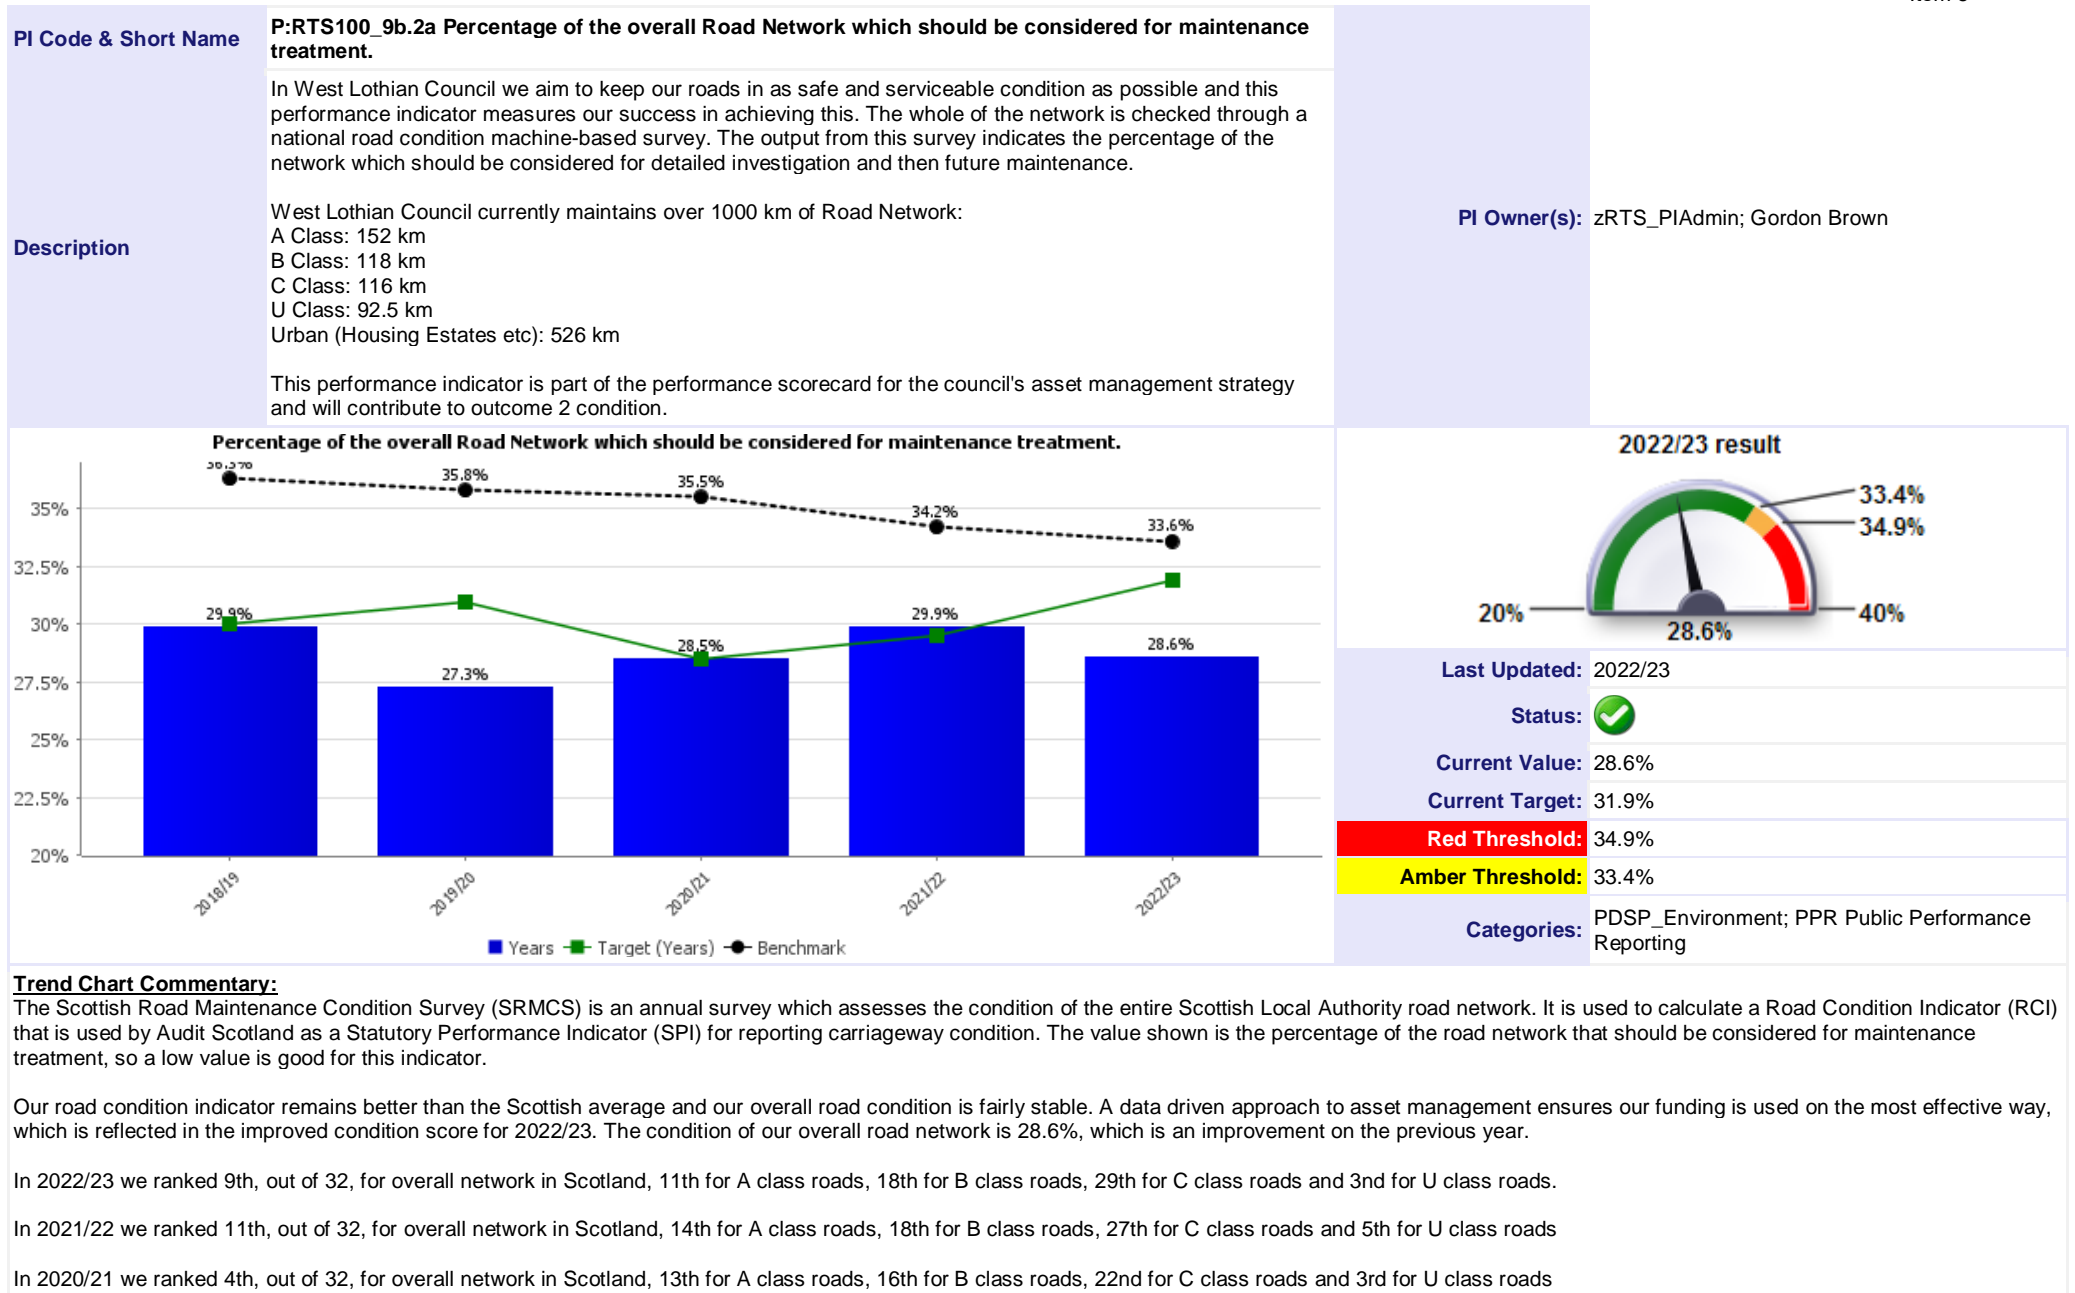 PI Code & Short Name
P:RTS100_9b.2a Percentage of the overall Road Network which should be considered for maintenance
treatment.
Description
In West Lothian Council we aim to keep our roads in as safe and serviceable condition as possible and this
performance indicator measures our success in achieving this. The whole of the network is checked through a
national road condition machine-based survey. The output from this survey indicates the percentage of the
network which should be considered for detailed investigation and then future maintenance.
West Lothian Council currently maintains over 1000 km of Road Network:
A Class: 152 km
B Class: 118 km
C Class: 116 km
U Class: 92.5 km
Urban (Housing Estates etc): 526 km
This performance indicator is part of the performance scorecard for the council's asset management strategy
and will contribute to outcome 2 condition.
PI Owner(s): zRTS_PIAdmin; Gordon Brown
Percentage of the overall Road Network which should be considered for maintenance treatment.
35%
32.5%
30%
27.5%
25%
22.5%
20%
35.8%
35.5%
34.2%
33.6%
29.9%
27.3%
28.5%
29.9%
28.6%
2018/19
2019/20
2020/21
2021/22
2022/23
Years Target (Years) Benchmark
2022/23 result
33.4%
34.9%
20%
40%
28.6%
Last Updated: 2022/23
Status:
Current Value: 28.6%
Current Target: 31.9%
Red Threshold: 34.9%
Amber Threshold: 33.4%
Categories: PDSP_Environment; PPR Public Performance
Reporting
Trend Chart Commentary:
The Scottish Road Maintenance Condition Survey (SRMCS) is an annual survey which assesses the condition of the entire Scottish Local Authority road network. It is used to calculate a Road Condition Indicator (RCI)
that is used by Audit Scotland as a Statutory Performance Indicator (SPI) for reporting carriageway condition. The value shown is the percentage of the road network that should be considered for maintenance
treatment, so a low value is good for this indicator.
Our road condition indicator remains better than the Scottish average and our overall road condition is fairly stable. A data driven approach to asset management ensures our funding is used on the most effective way,
which is reflected in the improved condition score for 2022/23. The condition of our overall road network is 28.6%, which is an improvement on the previous year.
In 2022/23 we ranked 9th, out of 32, for overall network in Scotland, 11th for A class roads, 18th for B class roads, 29th for C class roads and 3nd for U class roads.
In 2021/22 we ranked 11th, out of 32, for overall network in Scotland, 14th for A class roads, 18th for B class roads, 27th for C class roads and 5th for U class roads
In 2020/21 we ranked 4th, out of 32, for overall network in Scotland, 13th for A class roads, 16th for B class roads, 22nd for C class roads and 3rd for U class roads